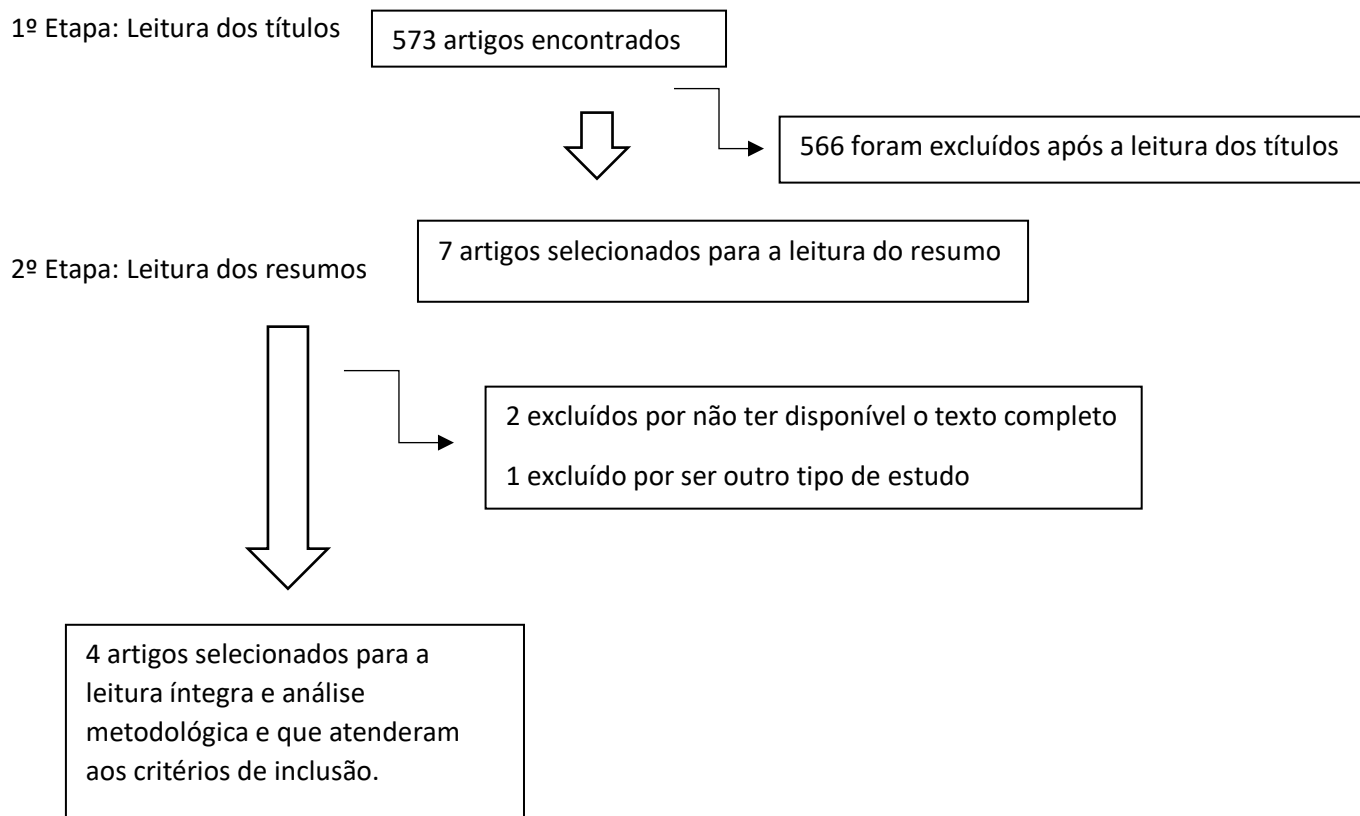 1º Etapa: Leitura dos títulos
573 artigos encontrados
566 foram excluídos após a leitura dos títulos
7 artigos selecionados para a leitura do resumo
2º Etapa: Leitura dos resumos
2 excluídos por não ter disponível o texto completo
1 excluído por ser outro tipo de estudo
4 artigos selecionados para a
leitura íntegra e análise
metodológica e que atenderam
aos critérios de inclusão.